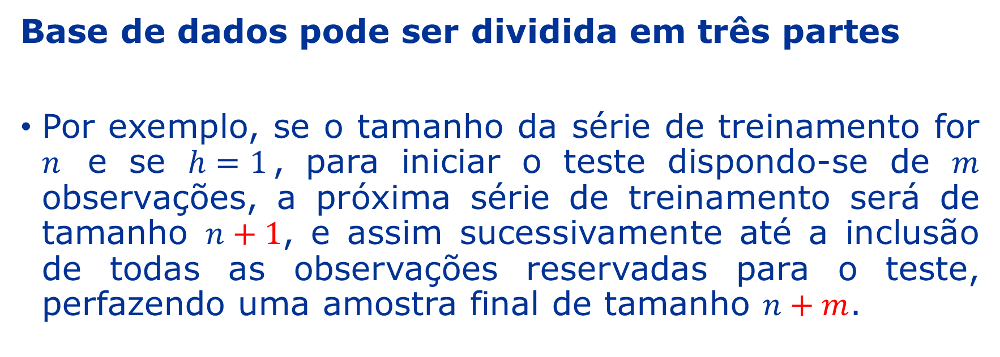 Base de dados pode ser dividida em três partes
• Por exemplo, se o tamanho da série de treinamento for
n e se h = 1, para iniciar o teste dispondo-se de m
observações, a próxima série de treinamento será de
tamanho n + 1, e assim sucessivamente até a inclusão
de todas as observações reservadas para o teste,
perfazendo uma amostra final de tamanho n + m.